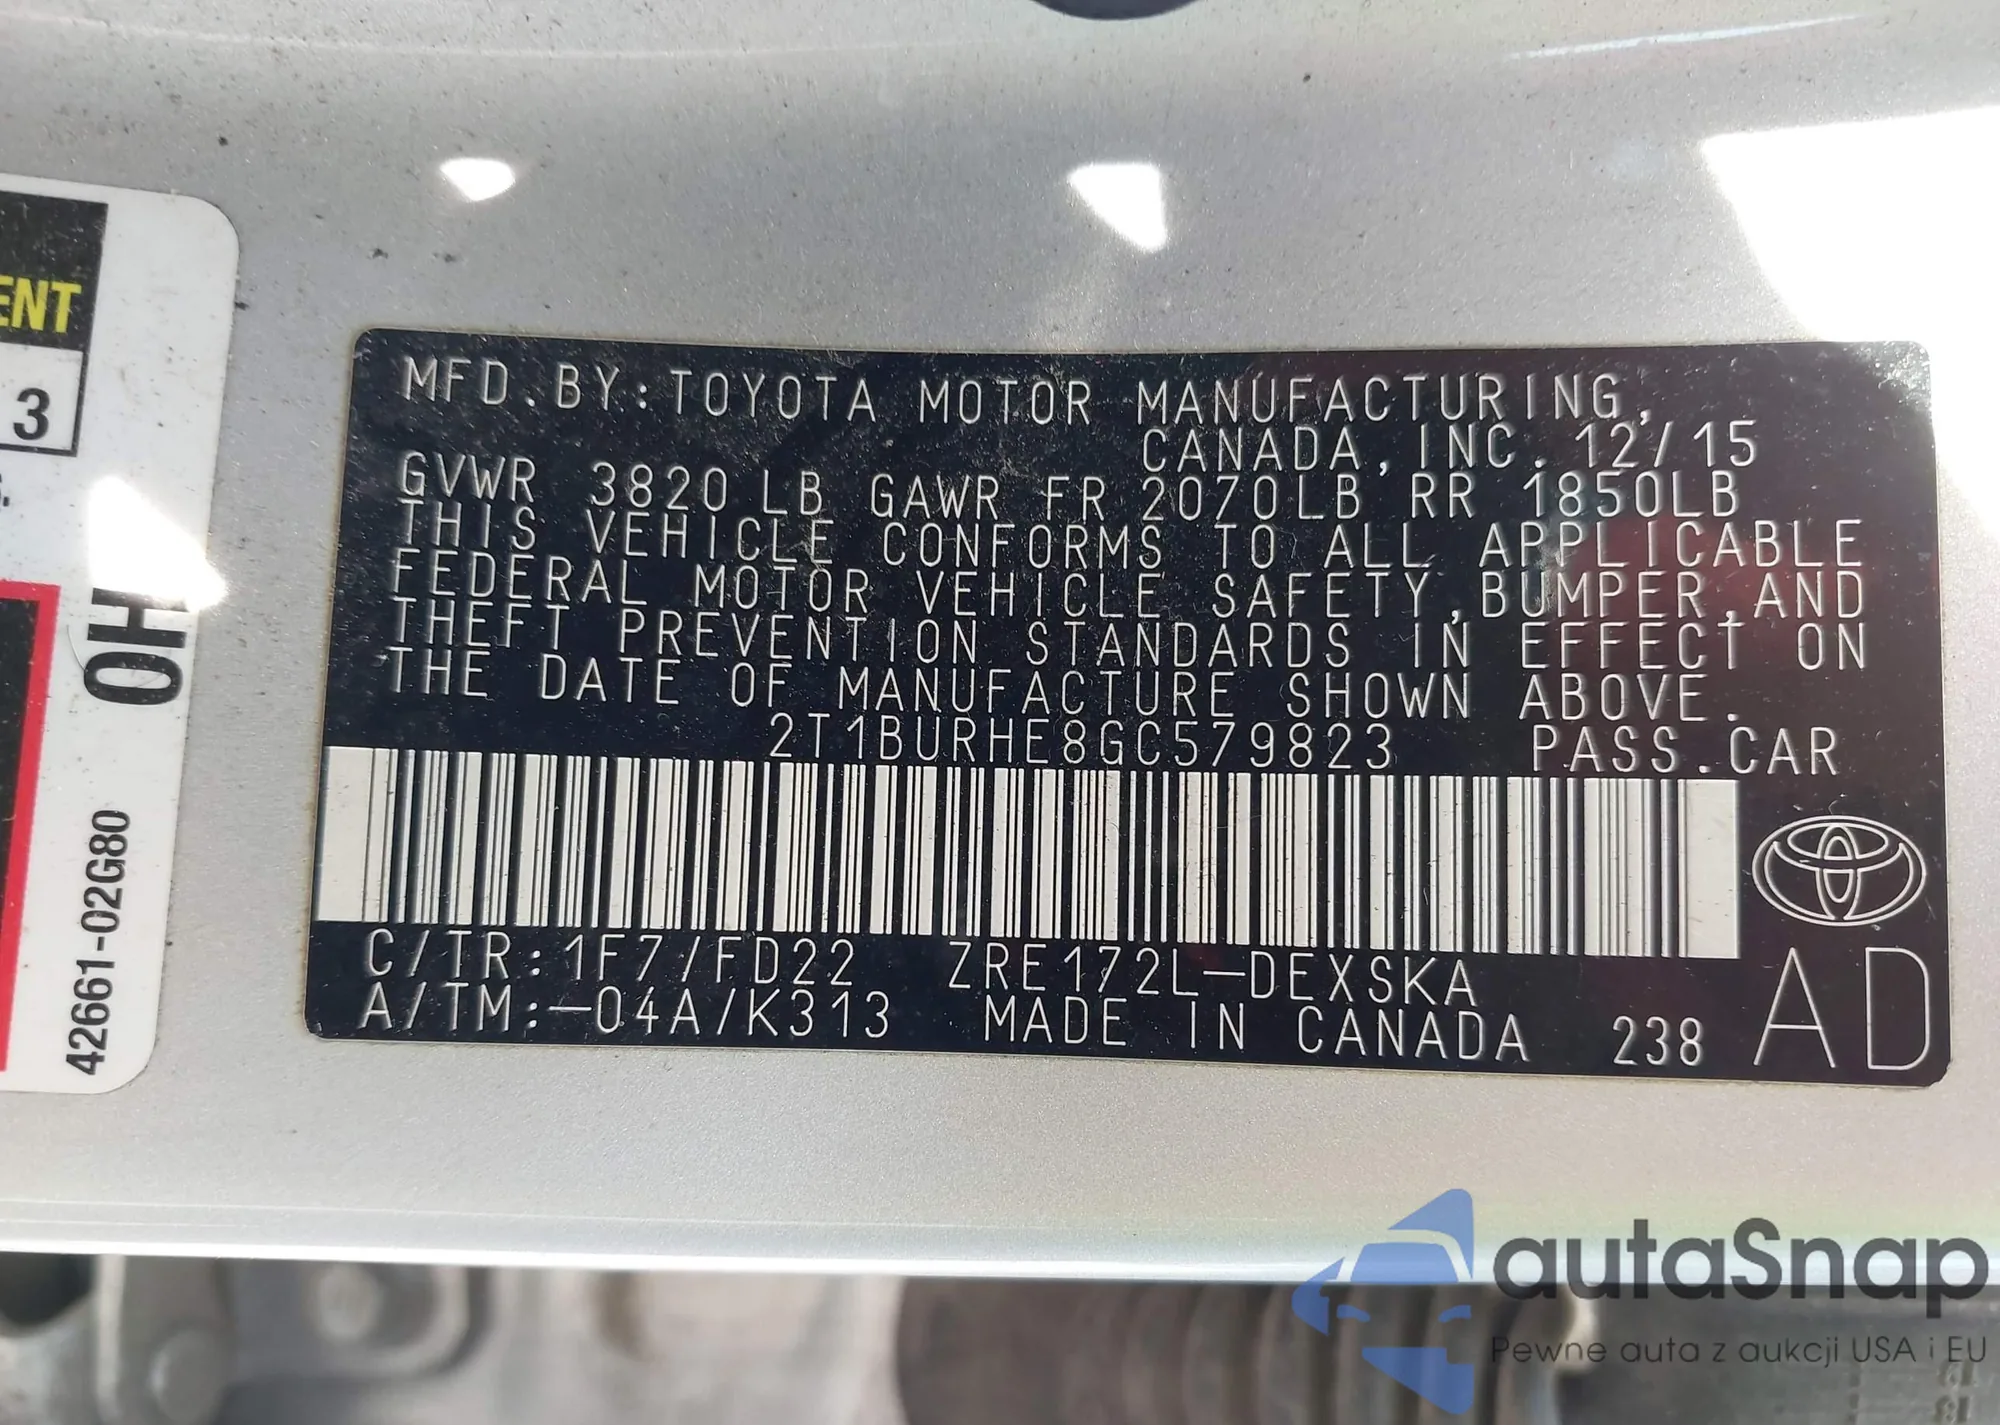 ENT
3
0H
42661-02G80
MFD.BY:TOYOTA MOTOR MANUFACTURING,
CANADA,INC. 12/15
GVWR 3820 LB GAWR FR 2070LB RR 1850LB
THIS VEHICLE CONFORMS TO ALL APPLICABLE
FEDERAL MOTOR VEHICLE SAFETY,BUMPER,AND
THEFT PREVENTION STANDARDS IN EFFECT ON
THE DATE OF MANUFACTURE SHOWN ABOVE.
2T1BURHE8GC579823 PASS.CAR
C/TR:1F7/FD22 ZRE172L-DEXSKA
A/TM:-04A/K313 MADE IN CANADA 238
AD
autaSnap
Pewne auta z aukcji USA i EU